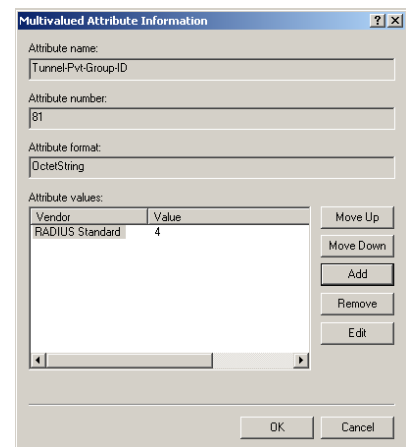 Multivalued Attribute Information
Attribute name:
Tunnel-Pvt-Group-ID
Attribute number:
81
Attribute format:
OctetString
Attribute values:
Vendor Value
RADIUS Standard 4
Move Up
Move Down
Add
Remove
Edit
OK Cancel